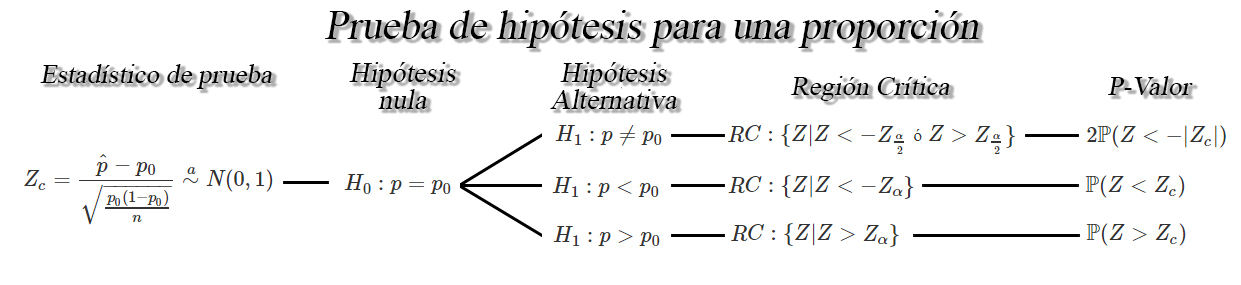 Prueba de hipótesis para una proporción
Estadístico de prueba
Hipótesis nula
Hipótesis Alternativa
Región Crítica
P-Valor
$Z_c = \frac{\hat{p} - p_0}{\sqrt{\frac{p_0(1-p_0)}{n}}} \overset{a}{\sim} N(0,1)$
$H_0 : p = p_0$
$H_1 : p \neq p_0$ $RC : \{Z|Z < -Z_{\frac{\alpha}{2}} \text{ ó } Z > Z_{\frac{\alpha}{2}}\}$ $2\mathbb{P}(Z < -|Z_c|)$
$H_1 : p < p_0$ $RC : \{Z|Z < -Z_\alpha\}$ $\mathbb{P}(Z < Z_c)$
$H_1 : p > p_0$ $RC : \{Z|Z > Z_\alpha\}$ $\mathbb{P}(Z > Z_c)$